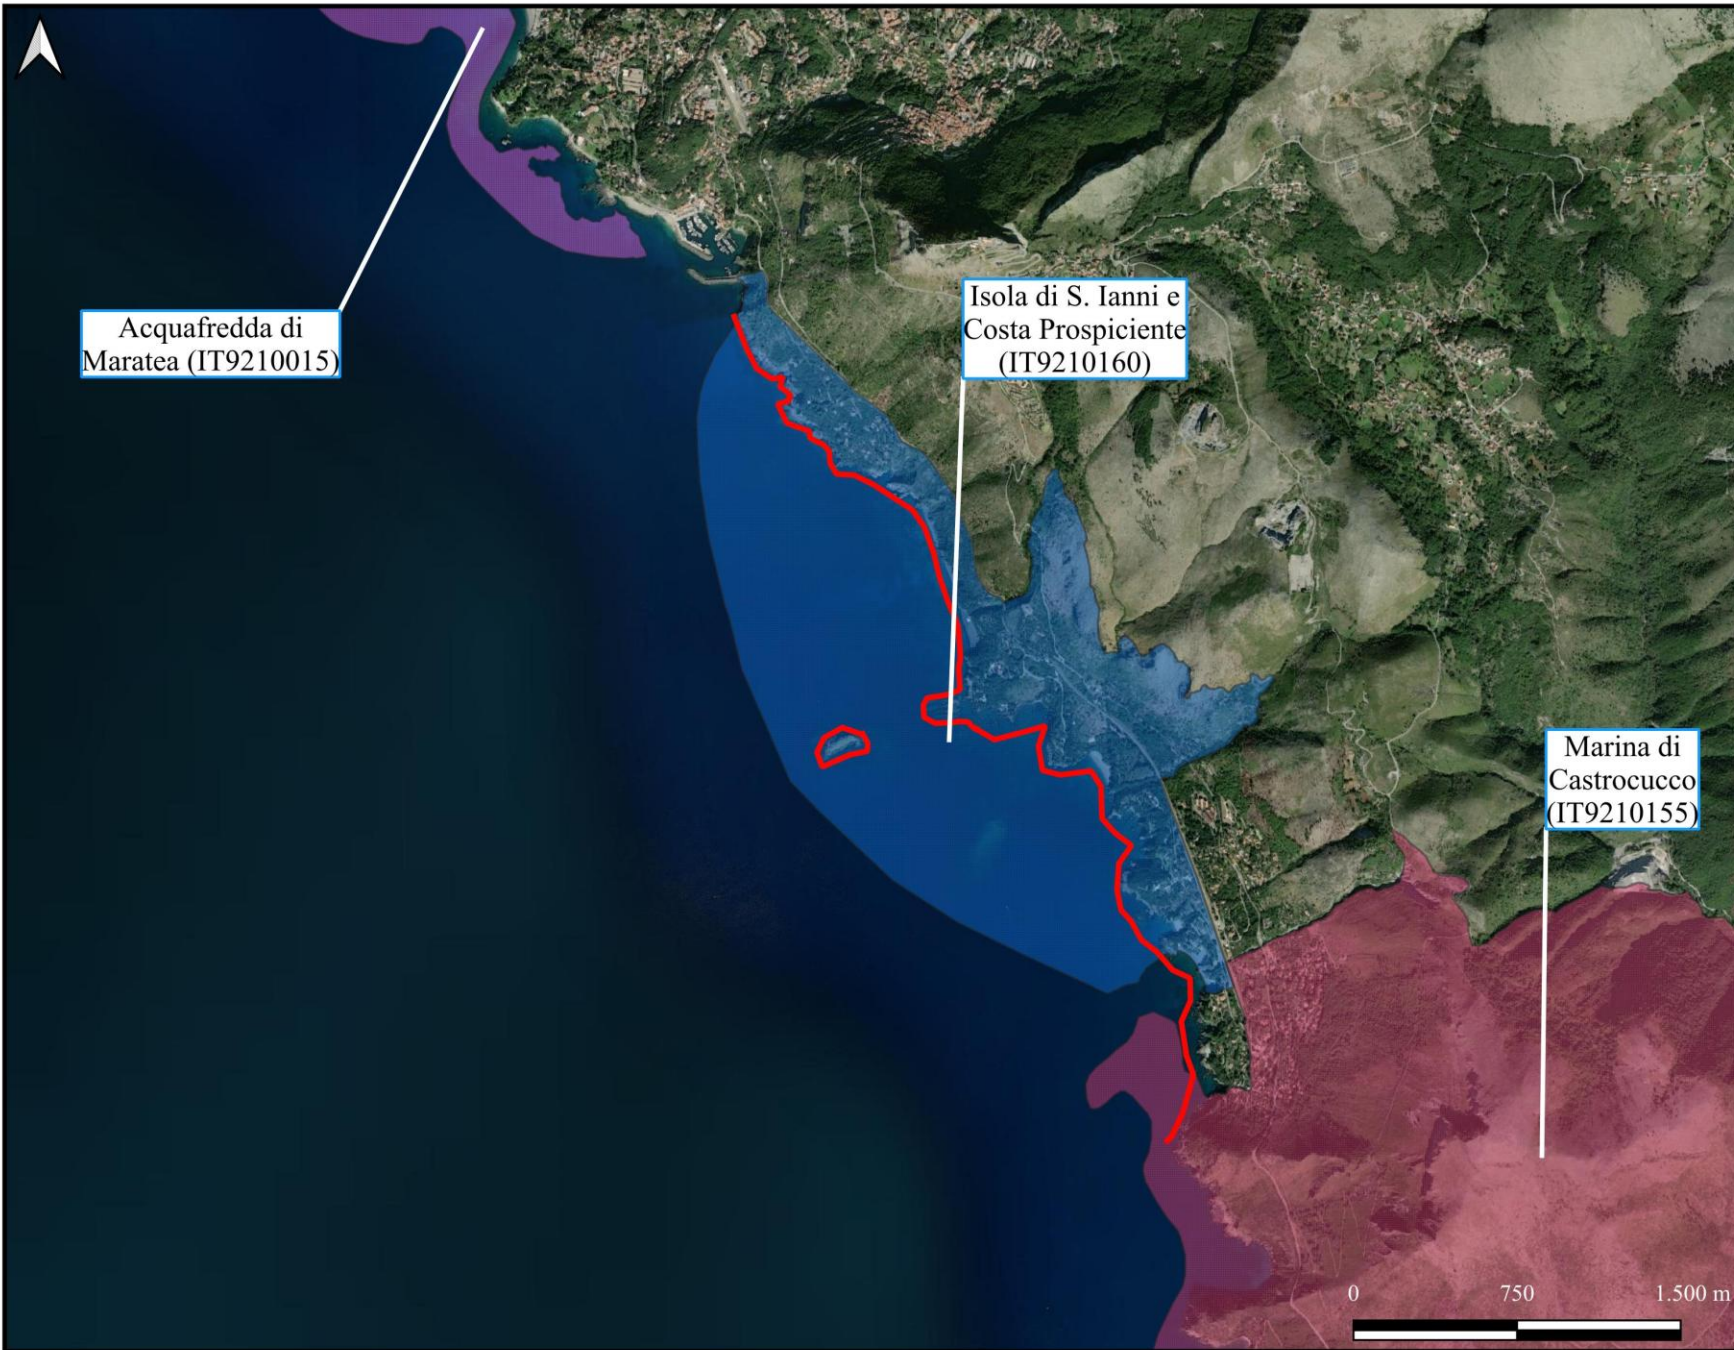 Isola di S. Ianni e
Costa Prospiciente
(IT9210160)
Acquafredda di
Maratea (IT9210015)
Marina di
Castrocucco
(IT9210155)
0 750 1.500 m